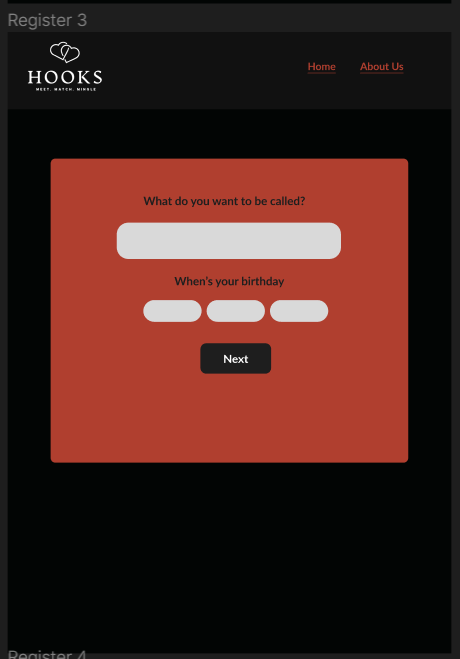 Register 3
HOOKS
MEET. MATCH. MINGLE
Home
About Us
What do you want to be called?
When's your birthday
Next
Register 4